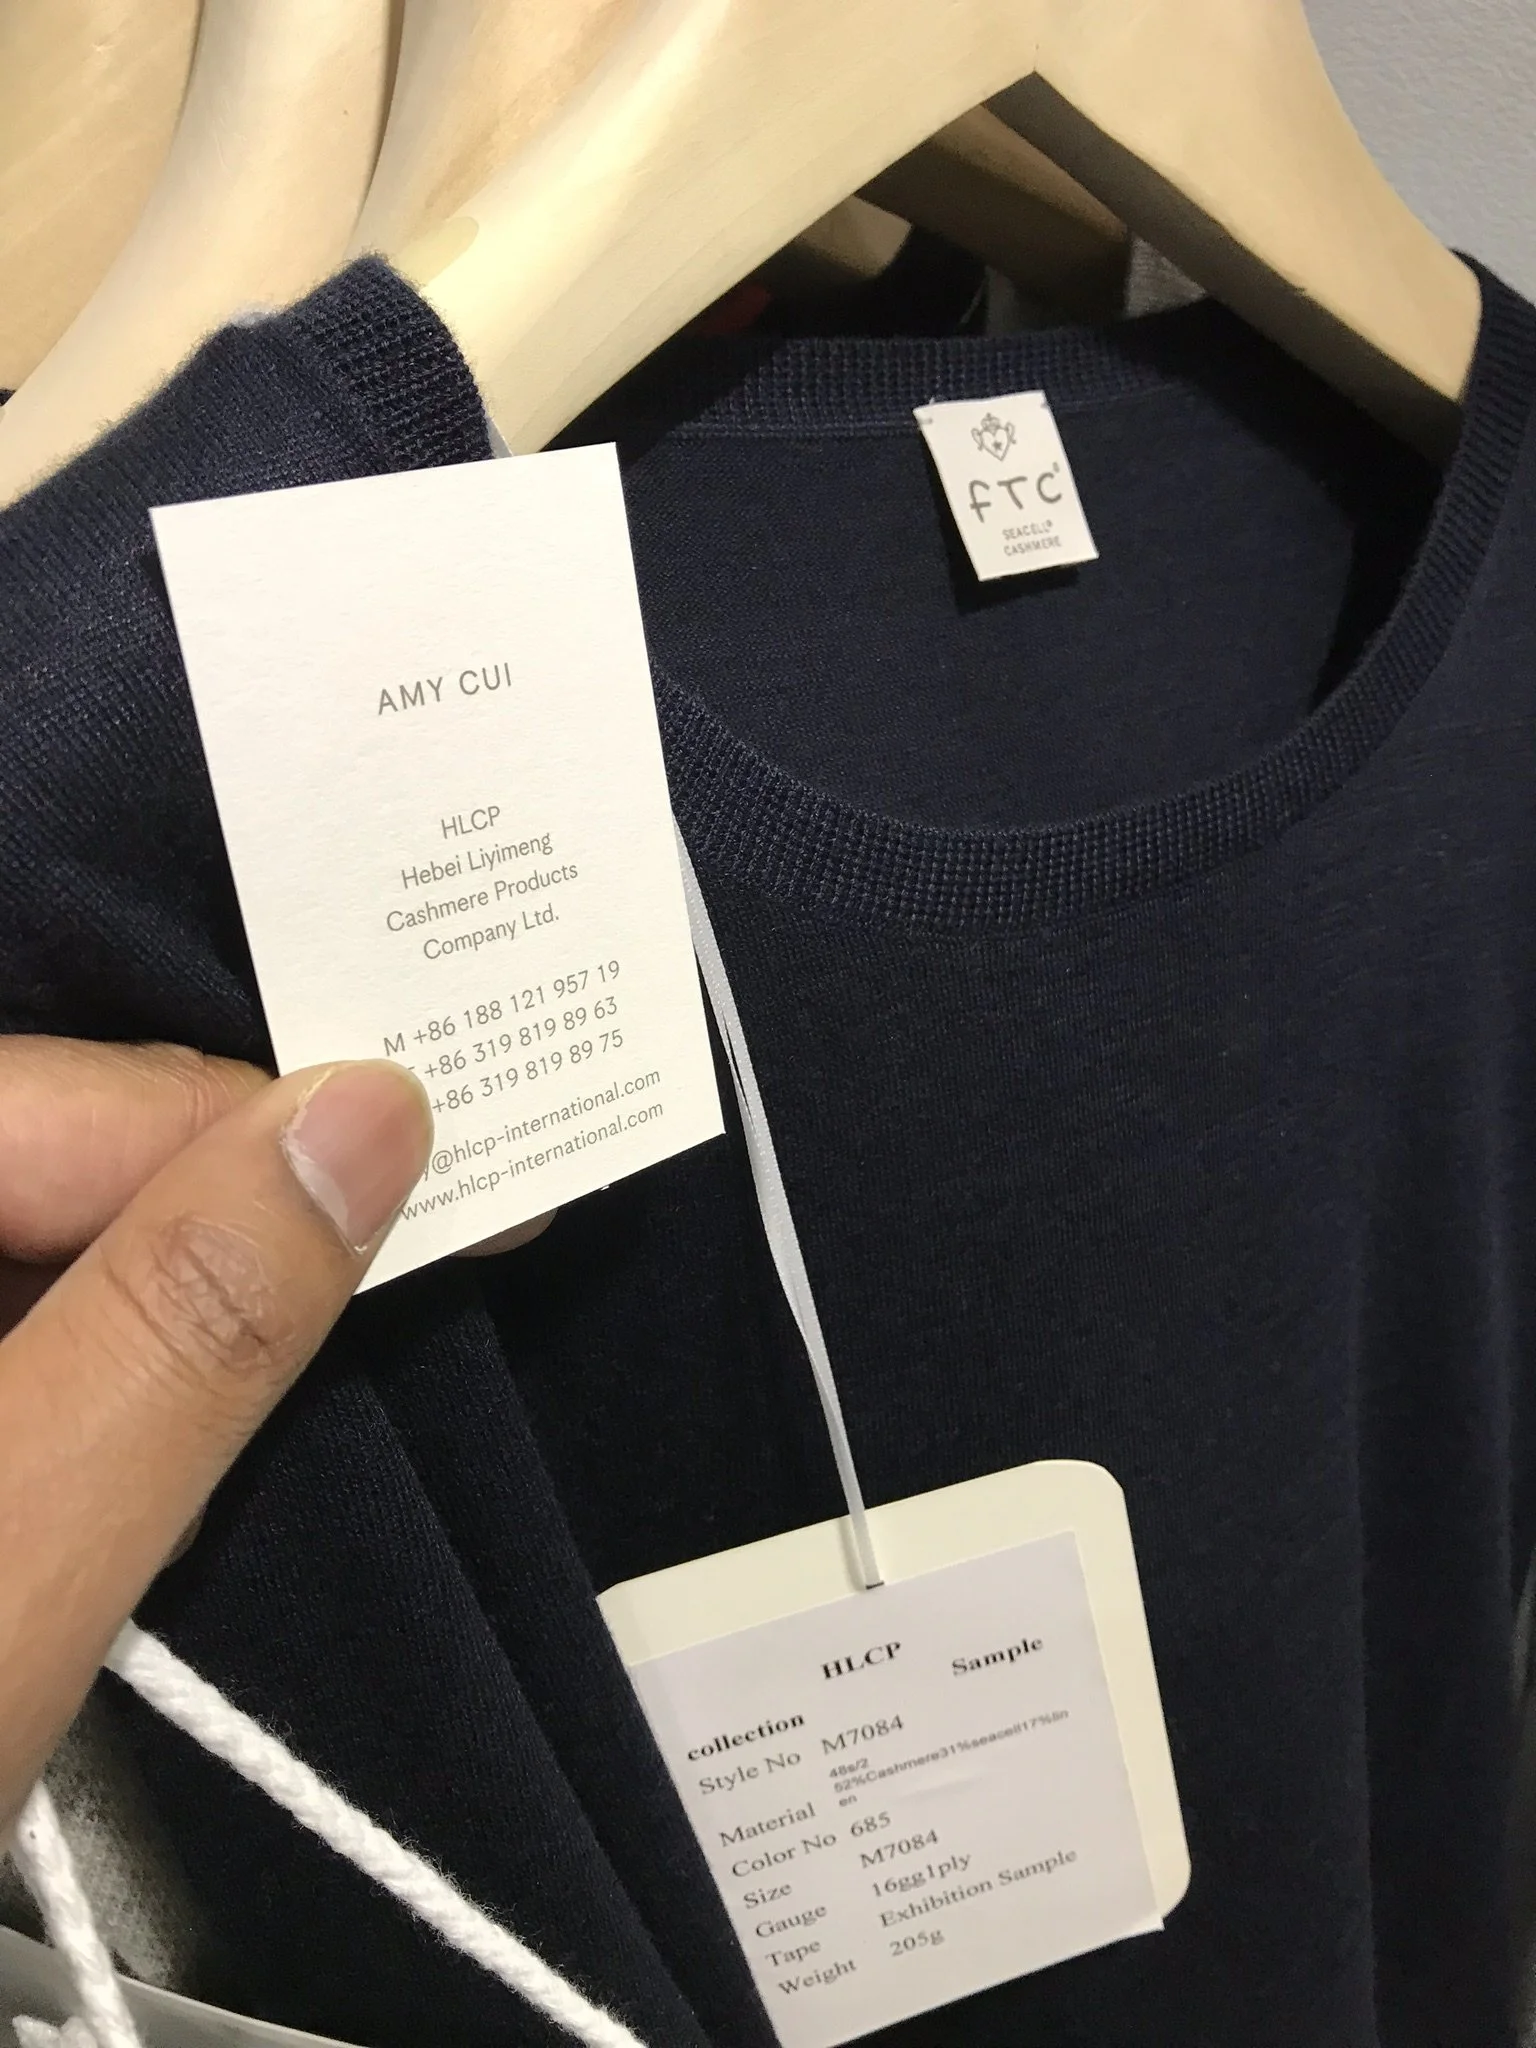 fTC
SEACELL®
CASHMERE
AMY CUI
HLCP
Hebei Liyimeng
Cashmere Products
Company Ltd.
M +86 188 121 957 19
+86 319 819 89 63
+86 319 819 89 75
y@hlcp-international.com
www.hlcp-international.com
HLCP Sample
collection
Style No M7084
48s/2
Material 52%Cashmere31%seacell17%lin
en
Color No 685
Size M7084
Gauge 16gg1ply
Tape Exhibition Sample
Weight 205g